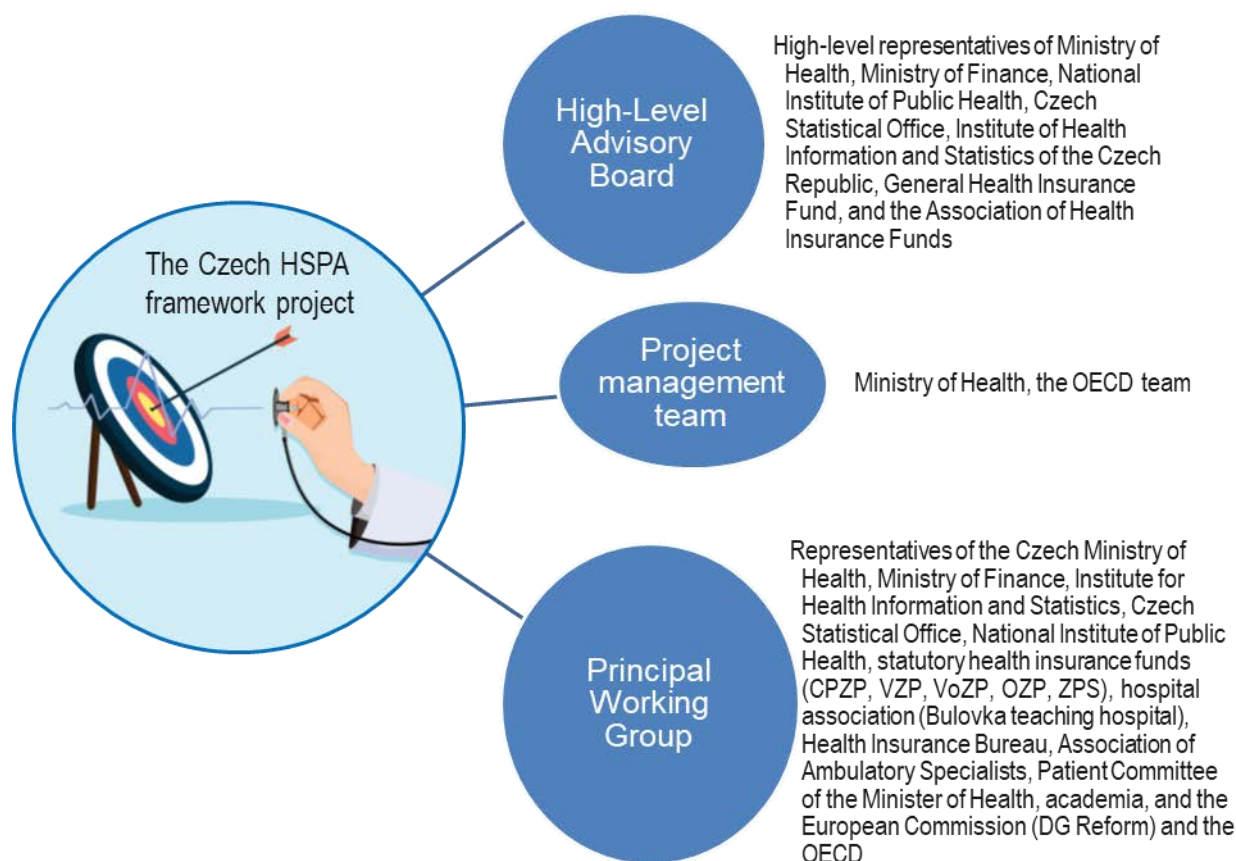 The Czech HSPA
framework project
High-Level
Advisory
Board
High-level representatives of Ministry of
Health, Ministry of Finance, National
Institute of Public Health, Czech
Statistical Office, Institute of Health
Information and Statistics of the Czech
Republic, General Health Insurance
Fund, and the Association of Health
Insurance Funds
Project
management
team
Ministry of Health, the OECD team
Principal
Working
Group
Representatives of the Czech Ministry of
Health, Ministry of Finance, Institute for
Health Information and Statistics, Czech
Statistical Office, National Institute of Public
Health, statutory health insurance funds
(CPZP, VZP, VoZP, OZP, ZPS), hospital
association (Bulovka teaching hospital),
Health Insurance Bureau, Association of
Ambulatory Specialists, Patient Committee
of the Minister of Health, academia, and the
European Commission (DG Reform) and the
OECD